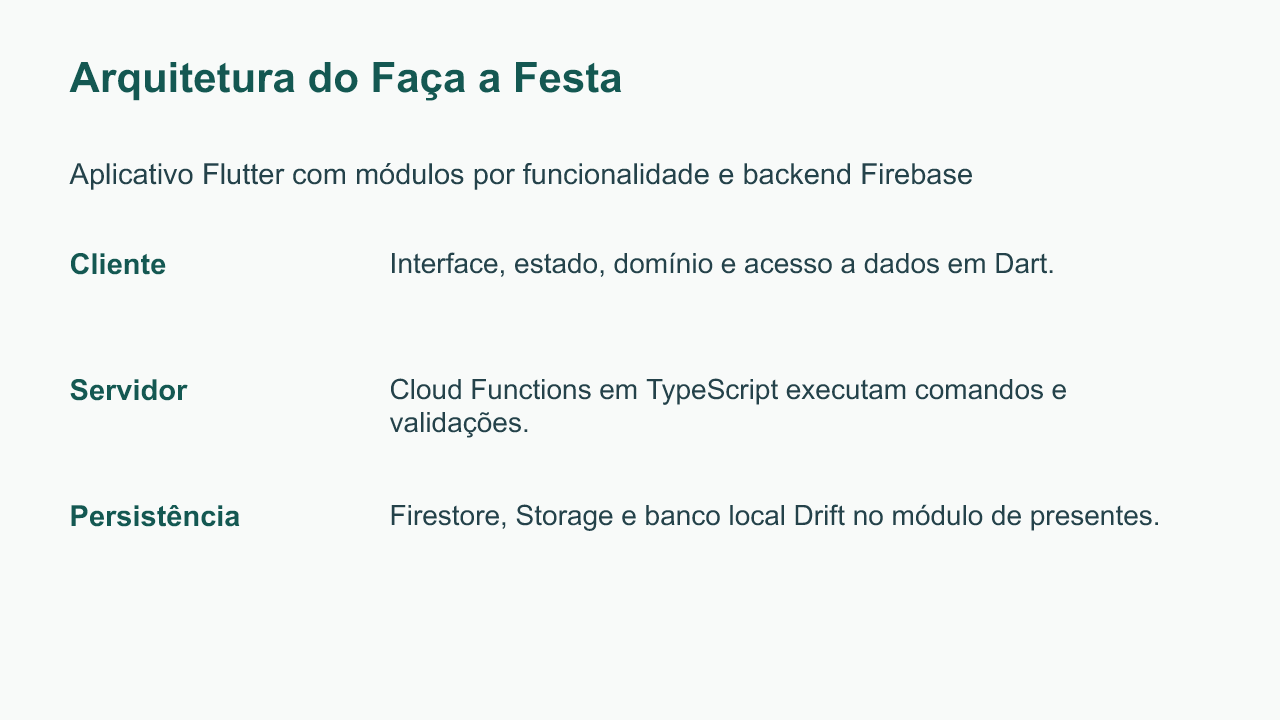 Arquitetura do Faça a Festa
Aplicativo Flutter com módulos por funcionalidade e backend Firebase
Cliente
Interface, estado, domínio e acesso a dados em Dart.
Servidor
Cloud Functions em TypeScript executam comandos e
validações.
Persistência
Firestore, Storage e banco local Drift no módulo de presentes.